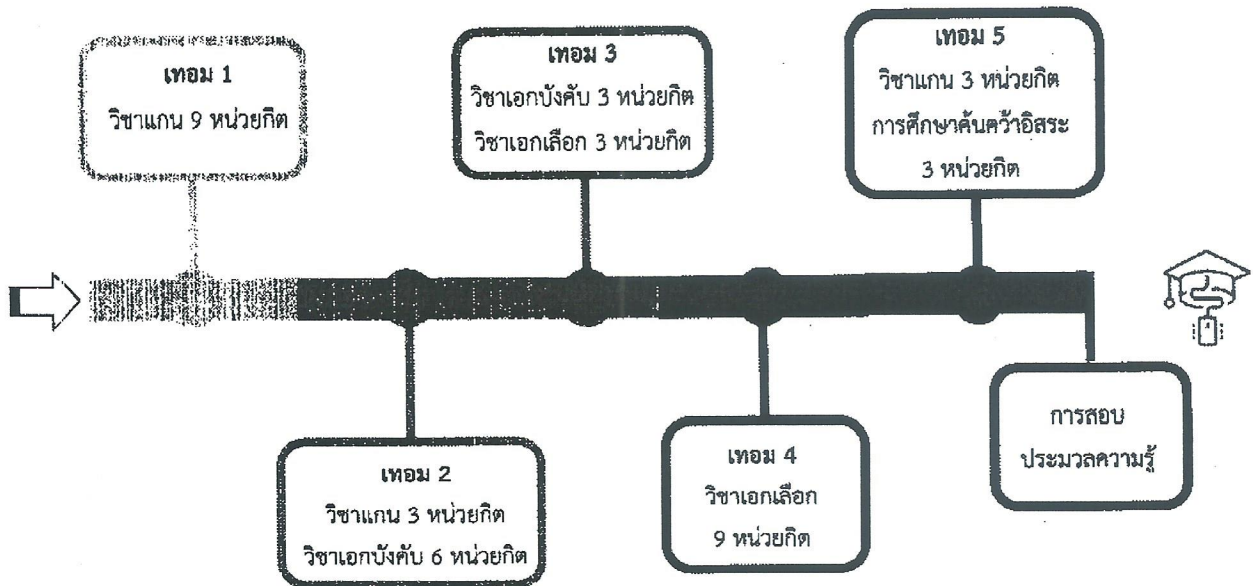 เทอม 1
วิชาแกน 9 หน่วยกิต
เทอม 3
วิชาเอกบังคับ 3 หน่วยกิต
วิชาเอกเลือก 3 หน่วยกิต
เทอม 5
วิชาแกน 3 หน่วยกิต
การศึกษาค้นคว้าอิสระ
3 หน่วยกิต
เทอม 2
วิชาแกน 3 หน่วยกิต
วิชาเอกบังคับ 6 หน่วยกิต
เทอม 4
วิชาเอกเลือก
9 หน่วยกิต
การสอบ
ประมวลความรู้